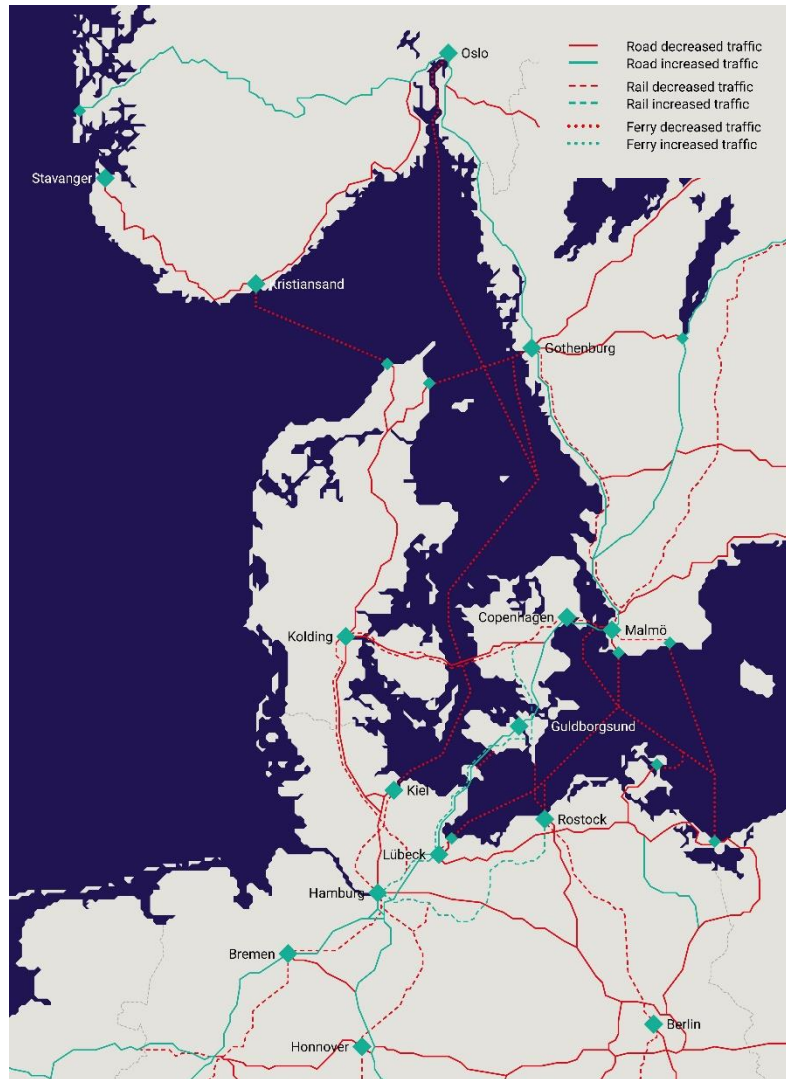 Oslo
Road decreased traffic
Road increased traffic
Rail decreased traffic
Rail increased traffic
Ferry decreased traffic
Ferry increased traffic
Stavanger
Kristiansand
Gothenburg
Copenhagen
Malmö
Kolding
Guldborgsund
Kiel
Rostock
Lübeck
Hamburg
Bremen
Berlin
Honnover